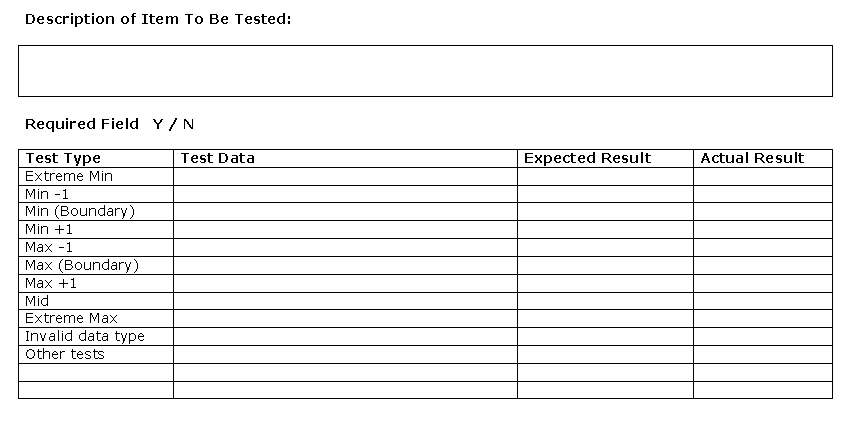 Description of Item To Be Tested:
Required Field Y / N
Test Type Test Data Expected Result Actual Result
Extreme Min
Min -1
Min (Boundary)
Min +1
Max -1
Max (Boundary)
Max +1
Mid
Extreme Max
Invalid data type
Other tests